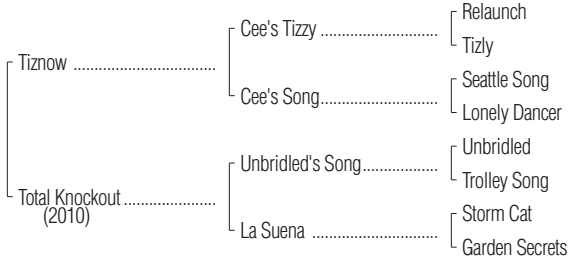 Relaunch
Cee's Tizzy ..............................
Tizly
Tiznow ....................................
Seattle Song
Cee's Song..............................
Lonely Dancer
Unbridled
Unbridled's Song...................
Trolley Song
Total Knockout.......................
(2010)
Storm Cat
La Suena ................................
Garden Secrets